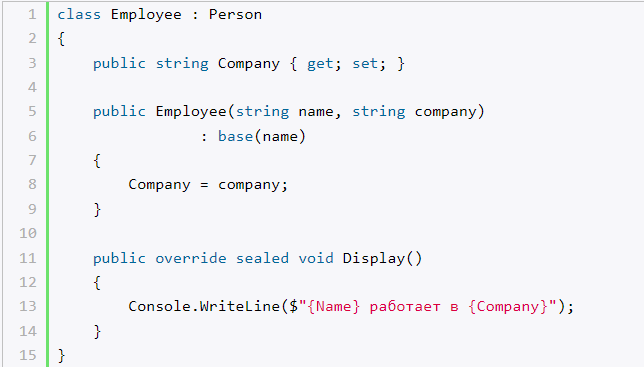 1 class Employee : Person
2 {
3     public string Company { get; set; }
4
5     public Employee(string name, string company)
6                 : base(name)
7     {
8         Company = company;
9     }
10
11     public override sealed void Display()
12     {
13         Console.WriteLine($"{Name} работает в {Company}");
14     }
15 }